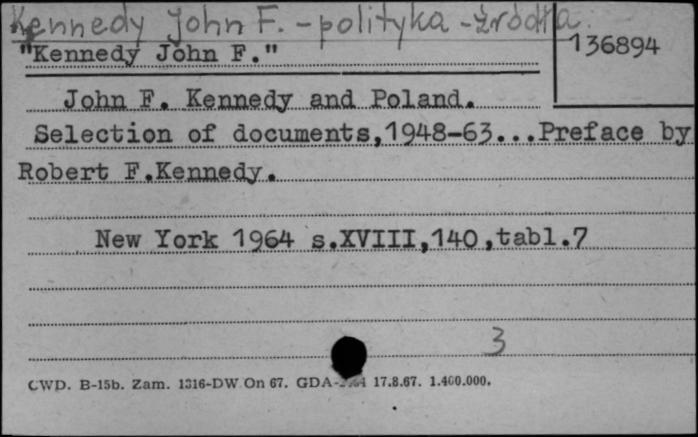 Kennedy John F. - polityka - źródła.
"Kennedy John F."
136894
John F. Kennedy and Poland.
Selection of documents,1948-63...Preface by
Robert F.Kennedy.
New York 1964 s.XVIII,140,tabl.7
3
CWD. B-15b. Zam. 1316-DW On 67. GDA- 17.8.67. 1.400.000.